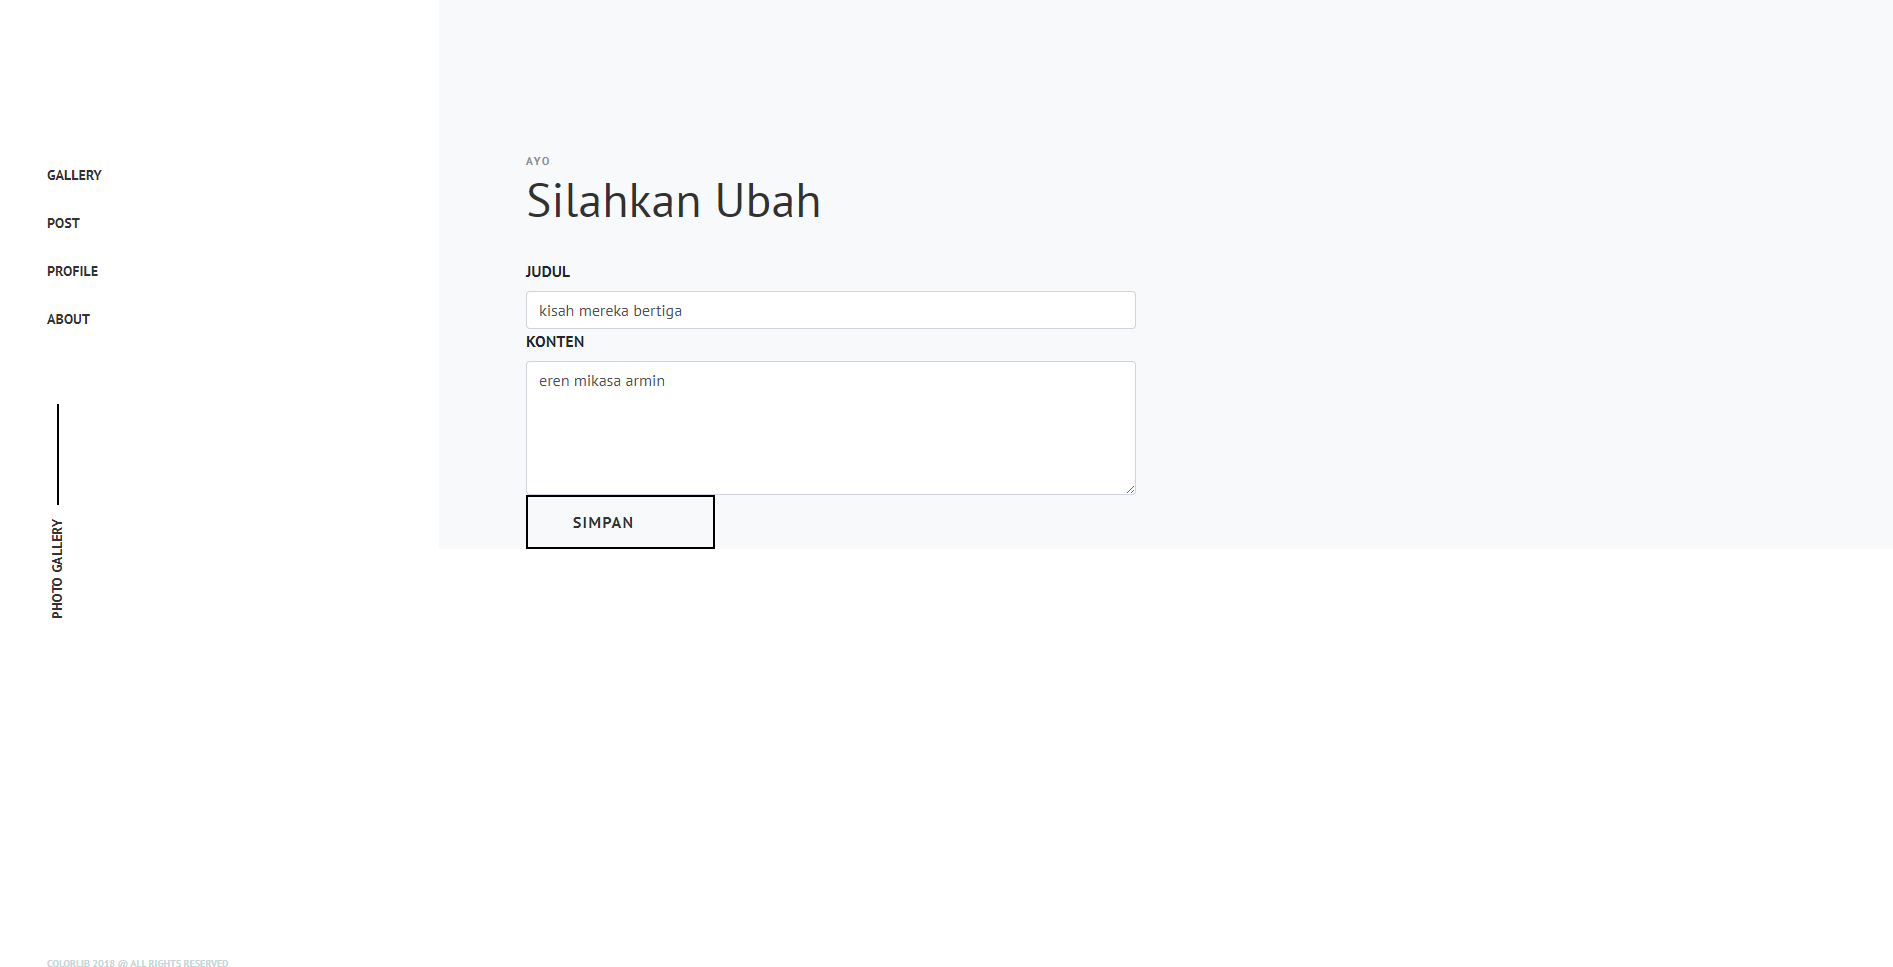 GALLERY
POST
PROFILE
ABOUT
PHOTO GALLERY
COLORLIB 2018 @ ALL RIGHTS RESERVED
AYO
Silahkan Ubah
JUDUL
kisah mereka bertiga
KONTEN
eren mikasa armin
SIMPAN